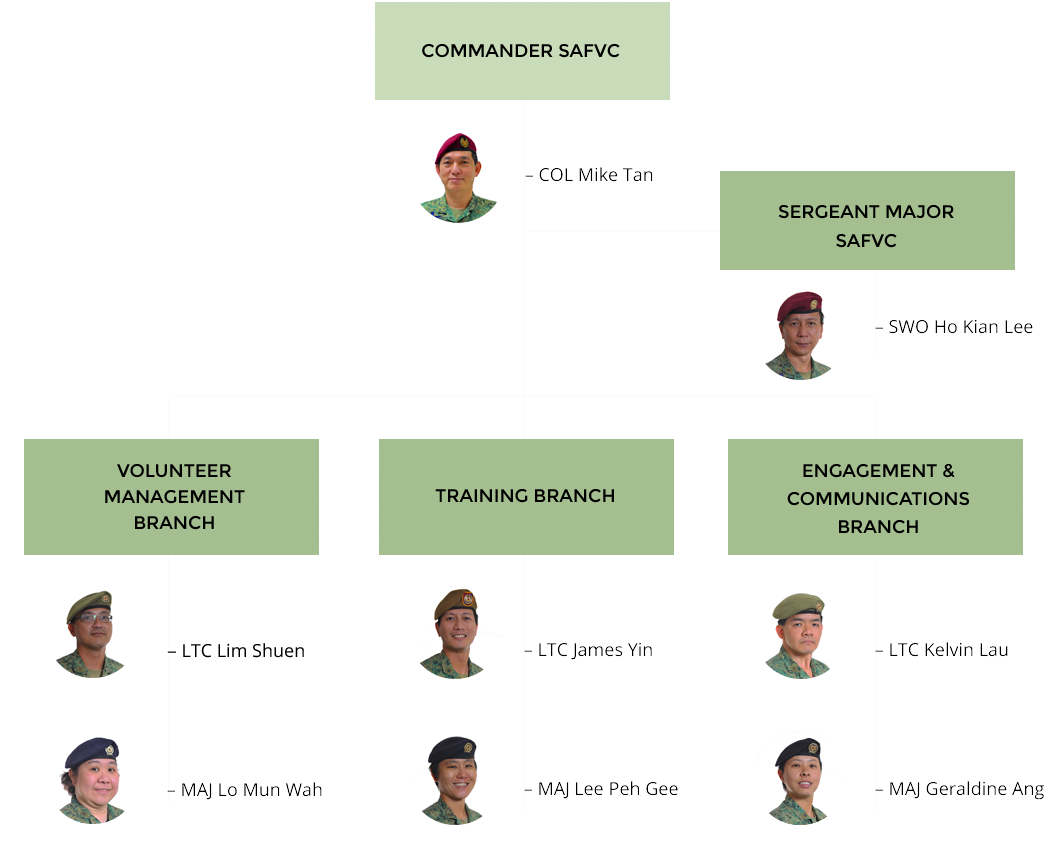 COMMANDER SAFVC
– COL Mike Tan
SERGEANT MAJOR
SAFVC
– SWO Ho Kian Lee
VOLUNTEER
MANAGEMENT
BRANCH
– LTC Lim Shuen
– MAJ Lo Mun Wah
TRAINING BRANCH
– LTC James Yin
– MAJ Lee Peh Gee
ENGAGEMENT &
COMMUNICATIONS
BRANCH
– LTC Kelvin Lau
– MAJ Geraldine Ang